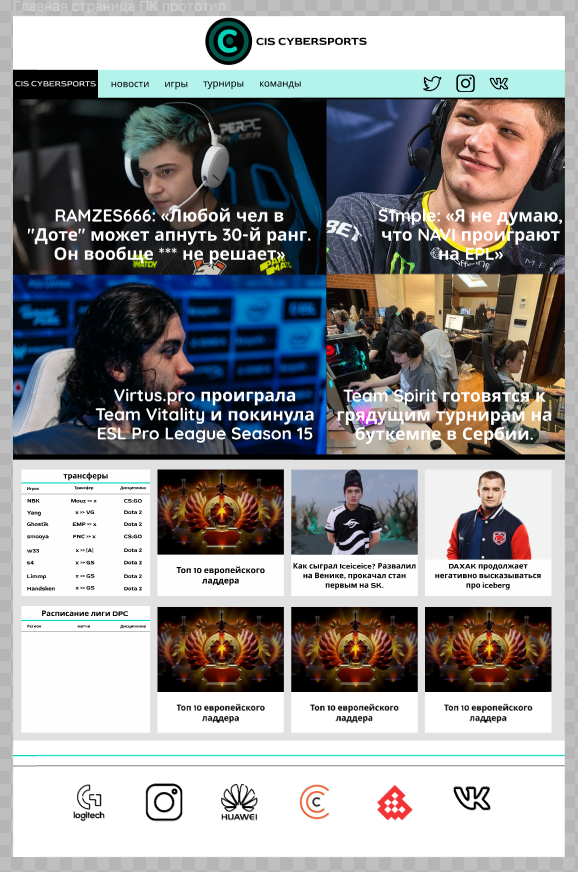 Главная страница ПК прототип
CIS CYBERSPORTS
CIS CYBERSPORTS новости игры турниры команды
RAMZES666: «Любой чел в
"Доте" может апнуть 30-й ранг.
Он вообще *** не решает»
S1mple: «Я не думаю,
что NAVI проиграют
на EPL»
Virtus.pro проиграла
Team Vitality и покинула
ESL Pro League Season 15
Team Spirit готовятся к
грядущим турнирам на
буткемпе в Сербии.
трансферы
Игрок Трансфер Дисциплина
NBK Mouz >> x CS:GO
Yang x >> VG Dota 2
Ghostik EMP >> x Dota 2
smooya FNC >> x CS:GO
w33 x >> [A] Dota 2
s4 x >> GS Dota 2
Limmp x >> GS Dota 2
Handsken x >> GS Dota 2
Топ 10 европейского
ладдера
Как сыграл Iceiceice? Развалил
на Венике, прокачал стан
первым на SK.
DAXAK продолжает
негативно высказываться
про iceberg
Расписание лиги DPC
Регион матчи Дисциплина
Топ 10 европейского
ладдера
Топ 10 европейского
ладдера
Топ 10 европейского
ладдера
logitech
HUAWEI